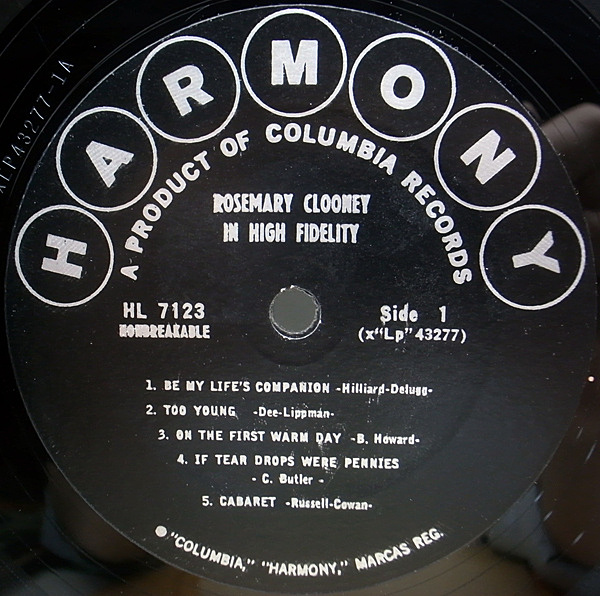 HARMONY
A PRODUCT OF COLUMBIA RECORDS
ROSEMARY CLOONEY
IN HIGH FIDELITY
HL 7123
NONBREAKABLE
Side 1
(x"Lp" 43277)
1. BE MY LIFE'S COMPANION -Hilliard-Delugg-
2. TOO YOUNG -Dee-Lippman-
3. ON THE FIRST WARM DAY -B. Howard-
4. IF TEAR DROPS WERE PENNIES
- C. Butler -
5. CABARET -Russell-Cowan-
"COLUMBIA," "HARMONY," MARCAS REG.
XLP43277-1A